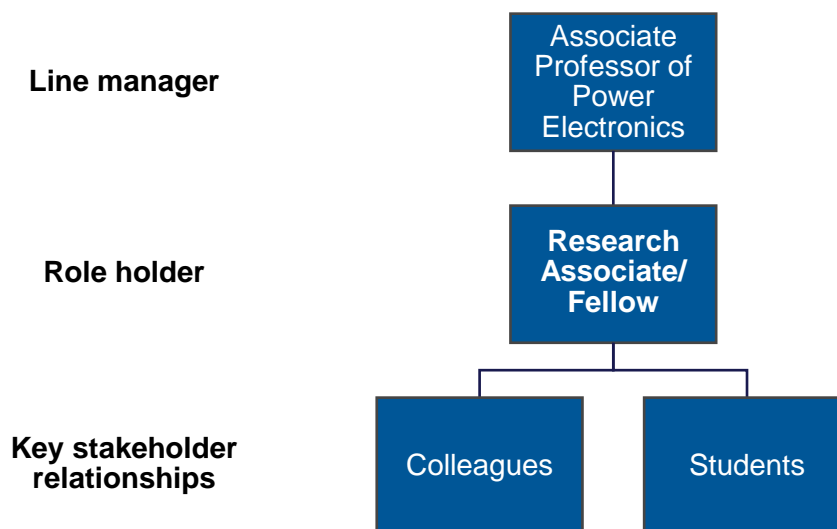 Line manager
Associate
Professor of
Power
Electronics
Role holder
Research
Associate/
Fellow
Key stakeholder
relationships
Colleagues
Students